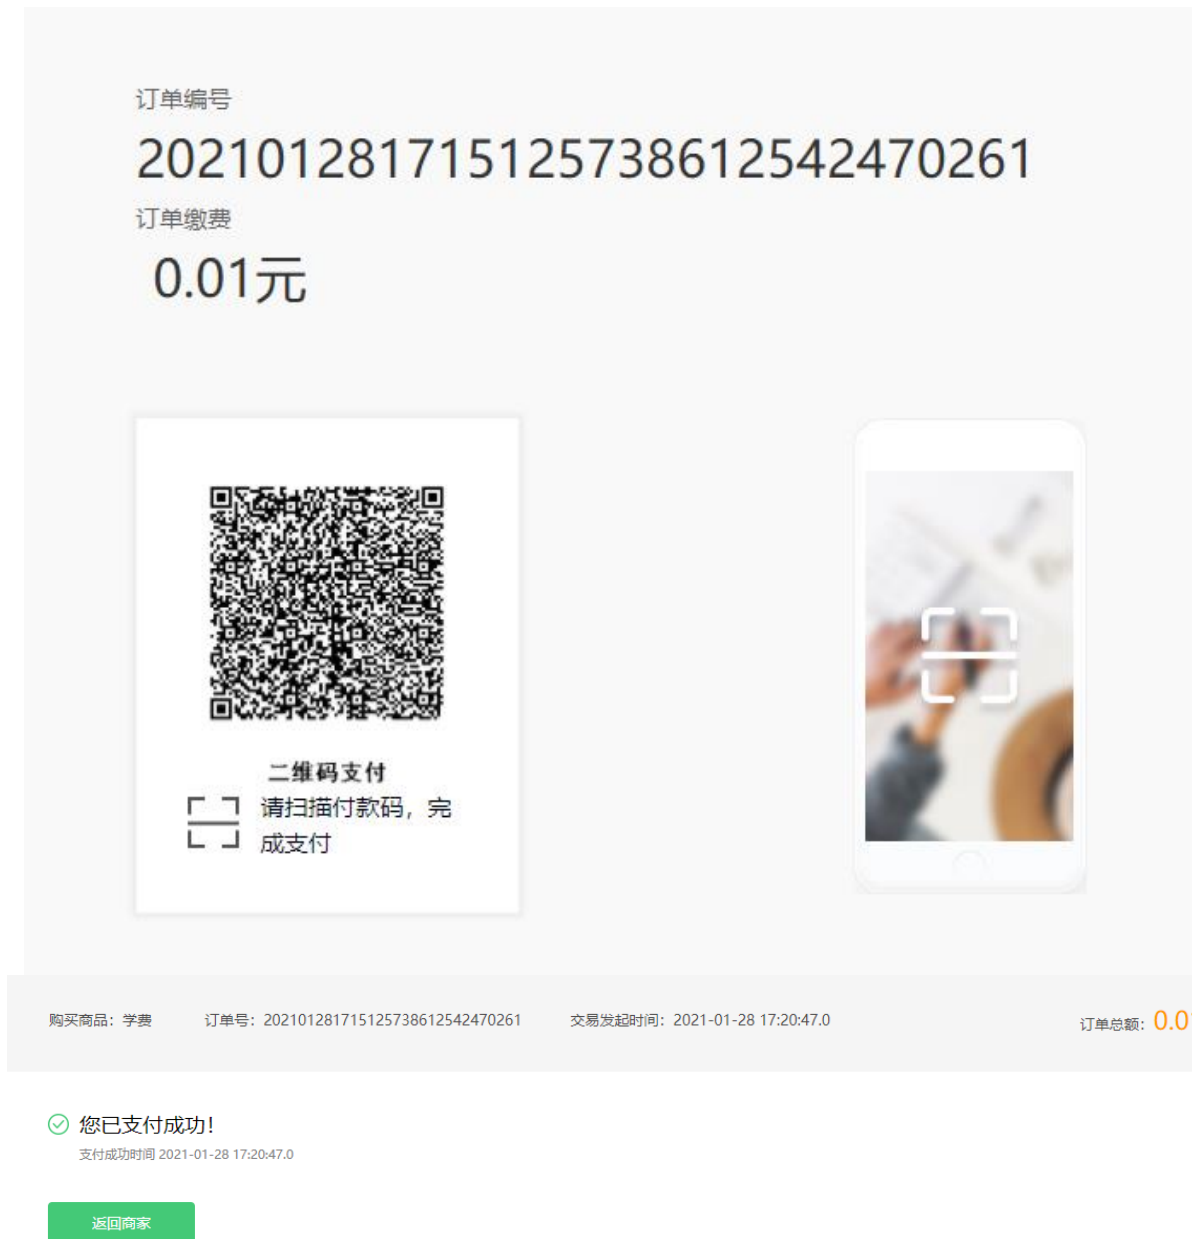 订单编号
202101281715125738612542470261
订单缴费
0.01元
二维码支付
请扫描付款码，完
成支付
购买商品：学费 订单号：202101281715125738612542470261 交易发起时间：2021-01-28 17:20:47.0 订单总额：0.0
您已支付成功！
支付成功时间 2021-01-28 17:20:47.0
返回商家